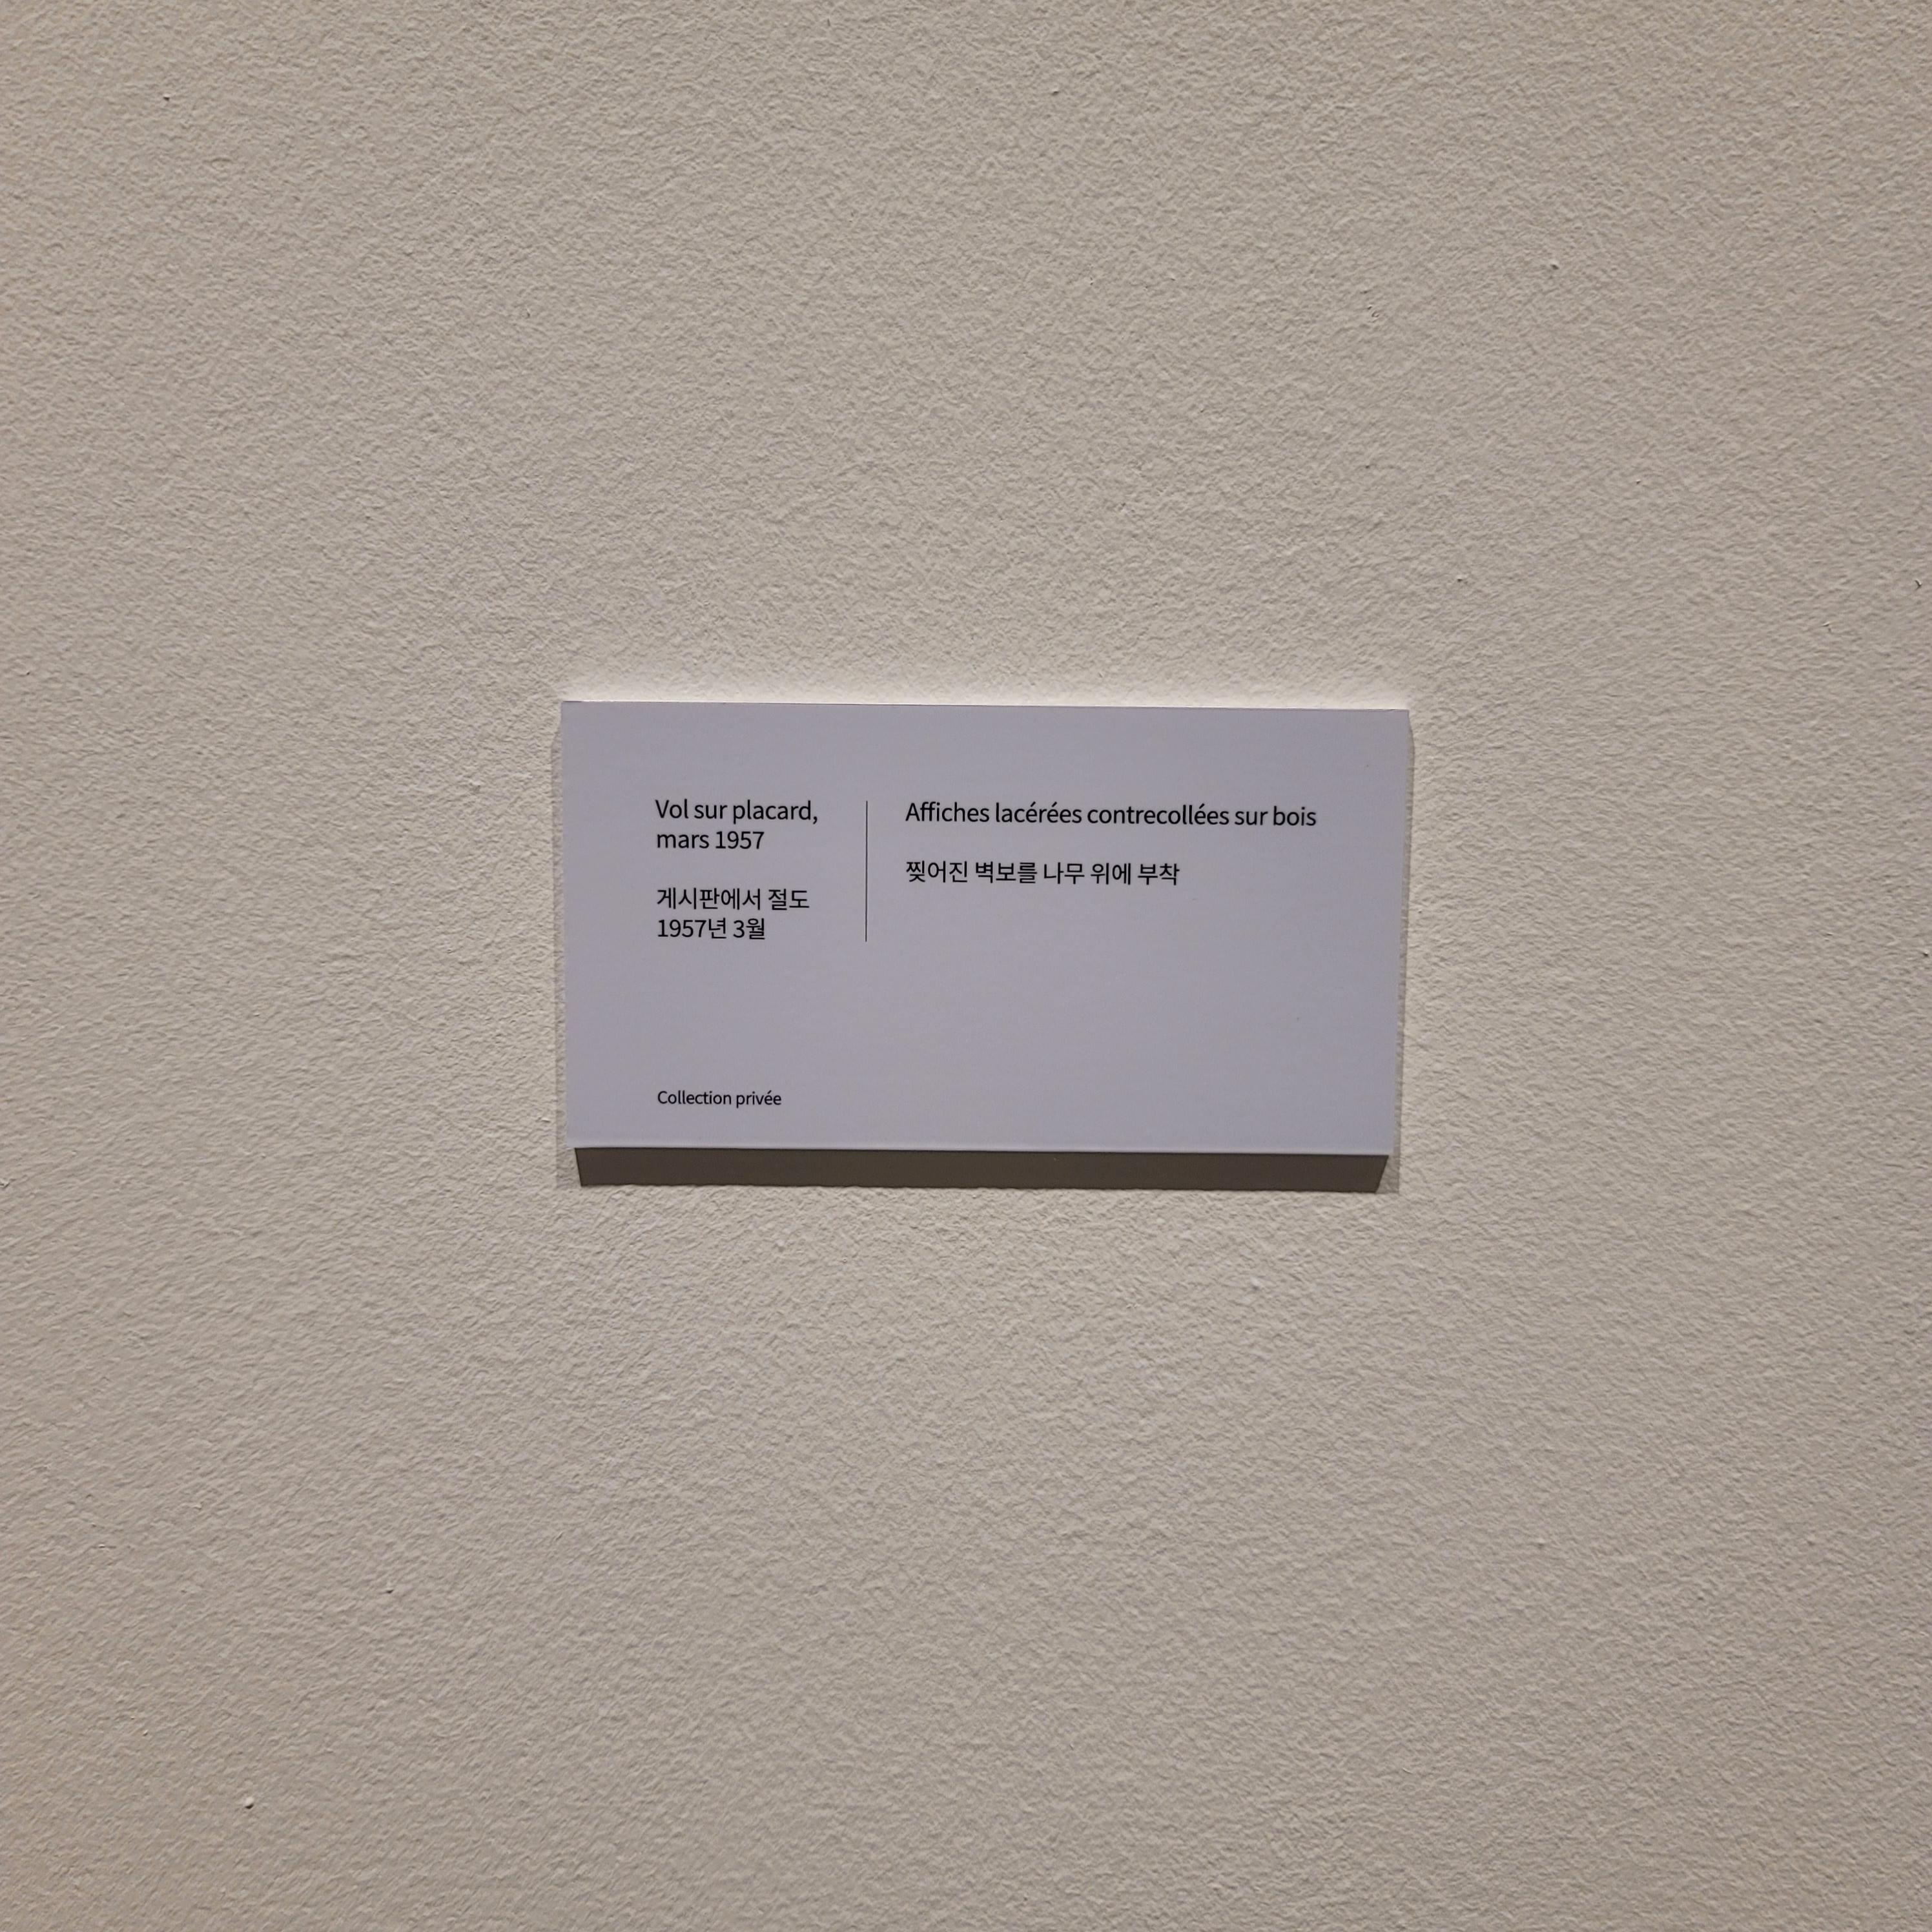 Vol sur placard,
mars 1957
게시판에서 절도
1957년 3월
Affiches lacérées contrecollées sur bois
찢어진 벽보를 나무 위에 부착
Collection privée